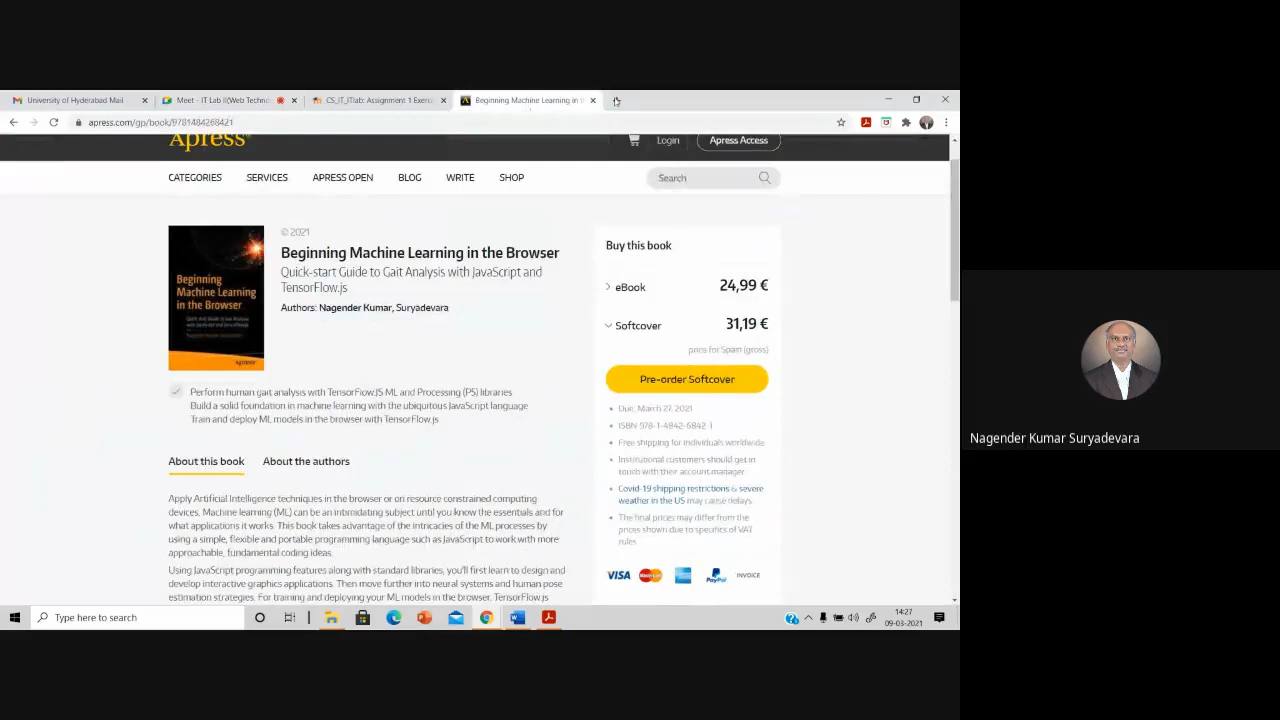 University of Hyderabad Mail
Meet - IT Lab II(Web Techno
CS_IT_ITlab: Assignment 1 Exerci
Beginning Machine Learning in th
apress.com/gp/book/9781484268421
Apress
Login
Apress Access
CATEGORIES SERVICES APRESS OPEN BLOG WRITE SHOP
Search
© 2021
Beginning Machine Learning in the Browser
Quick-start Guide to Gait Analysis with JavaScript and
TensorFlow.js
Authors: Nagender Kumar, Suryadevara
Beginning
Machine Learning
in the Browser
Perform human gait analysis with TensorFlow.JS ML and Processing (P5) libraries
Build a solid foundation in machine learning with the ubiquitous JavaScript language
Train and deploy ML models in the browser with TensorFlow.js
About this book About the authors
Apply Artificial Intelligence techniques in the browser or on resource constrained computing
devices. Machine learning (ML) can be an intimidating subject until you know the essentials and for
what applications it works. This book takes advantage of the intricacies of the ML processes by
using a simple, flexible and portable programming language such as JavaScript to work with more
approachable, fundamental coding ideas.
Using JavaScript programming features along with standard libraries, you'll first learn to design and
develop interactive graphics applications. Then move further into neural systems and human pose
estimation strategies. For training and deploying your ML models in the browser, TensorFlow.js
Buy this book
eBook 24,99 €
Softcover 31,19 €
price for Spain (gross)
Pre-order Softcover
Due: March 27, 2021
ISBN 978-1-4842-6842-1
Free shipping for individuals worldwide
Institutional customers should get in
touch with their account manager
Covid-19 shipping restrictions & severe
weather in the US may cause delays
The final prices may differ from the
prices shown due to specifics of VAT
rules
VISA MasterCard PayPal INVOICE
Type here to search
14:27
09-03-2021
Nagender Kumar Suryadevara